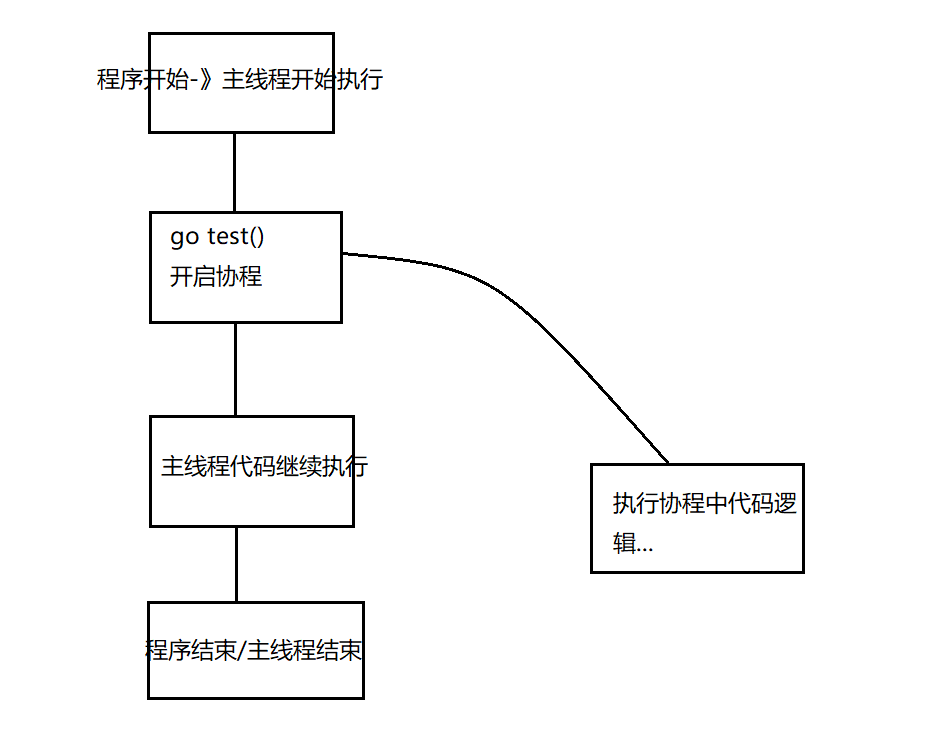 程序开始-》主线程开始执行
go test()
开启协程
主线程代码继续执行
执行协程中代码逻
辑...
程序结束/主线程结束